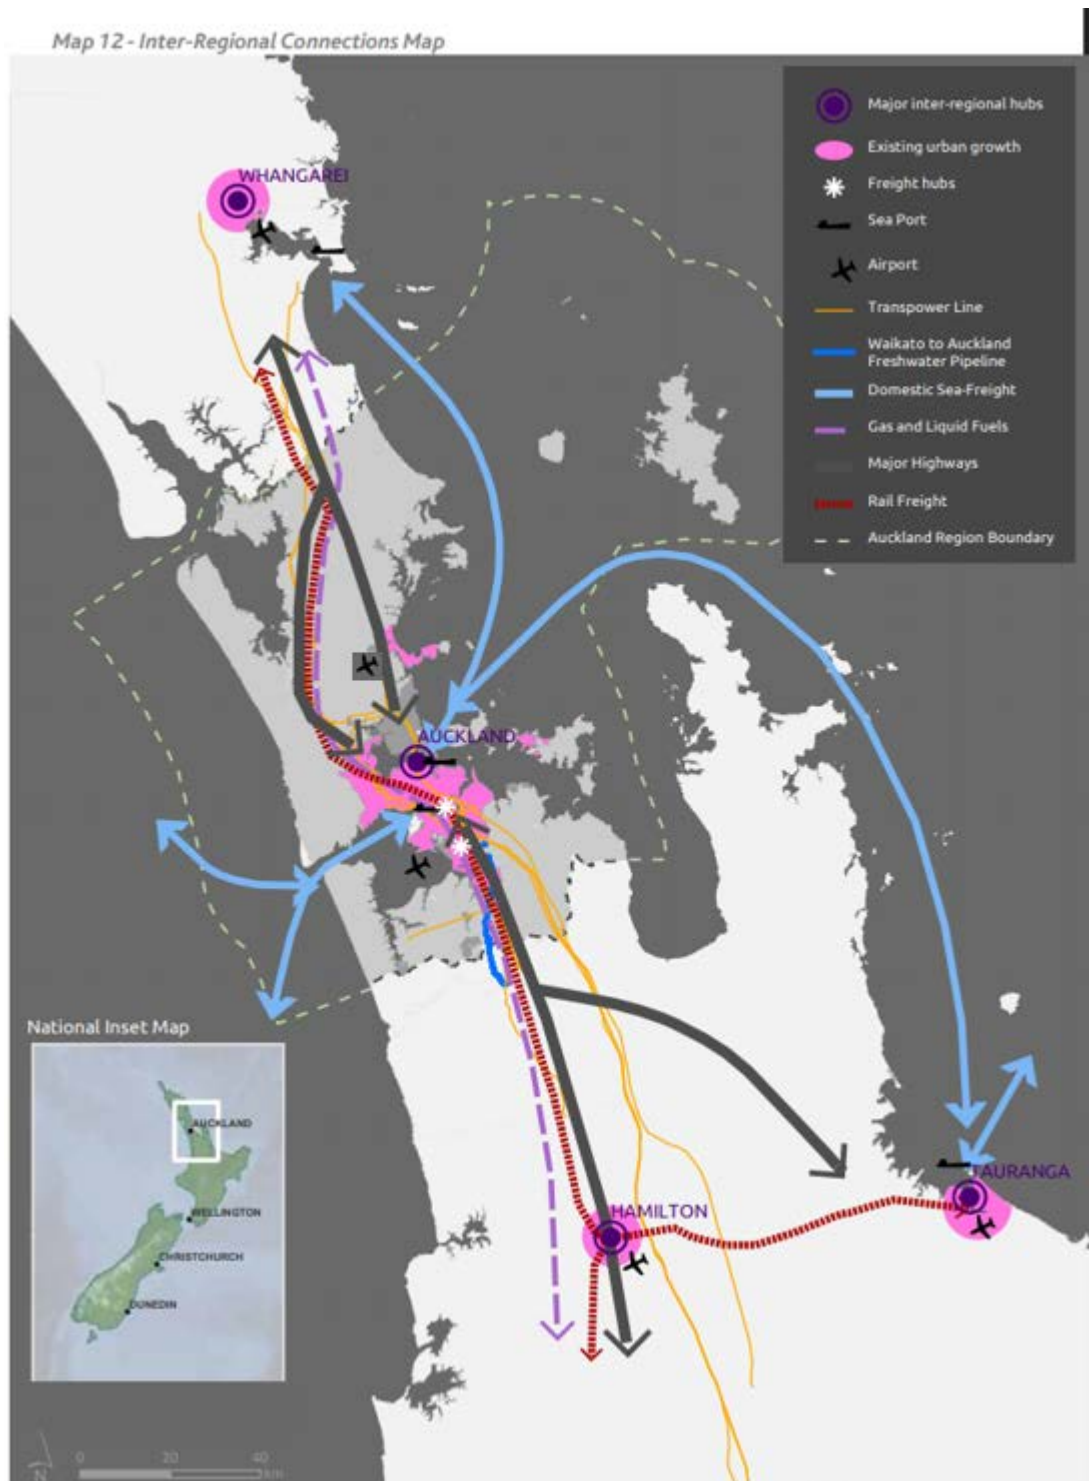 Map 12 - Inter-Regional Connections Map
Major inter-regional hubs
Existing urban growth
Freight hubs
Sea Port
Airport
Transpower Line
Waikato to Auckland
Freshwater Pipeline
Domestic Sea-Freight
Gas and Liquid Fuels
Major Highways
Rail Freight
Auckland Region Boundary
WHANGAREI
AUCKLAND
TAURANGA
HAMILTON
National Inset Map
AUCKLAND
WELLINGTON
CHRISTCHURCH
DUNEDIN
N
0 20 40
km